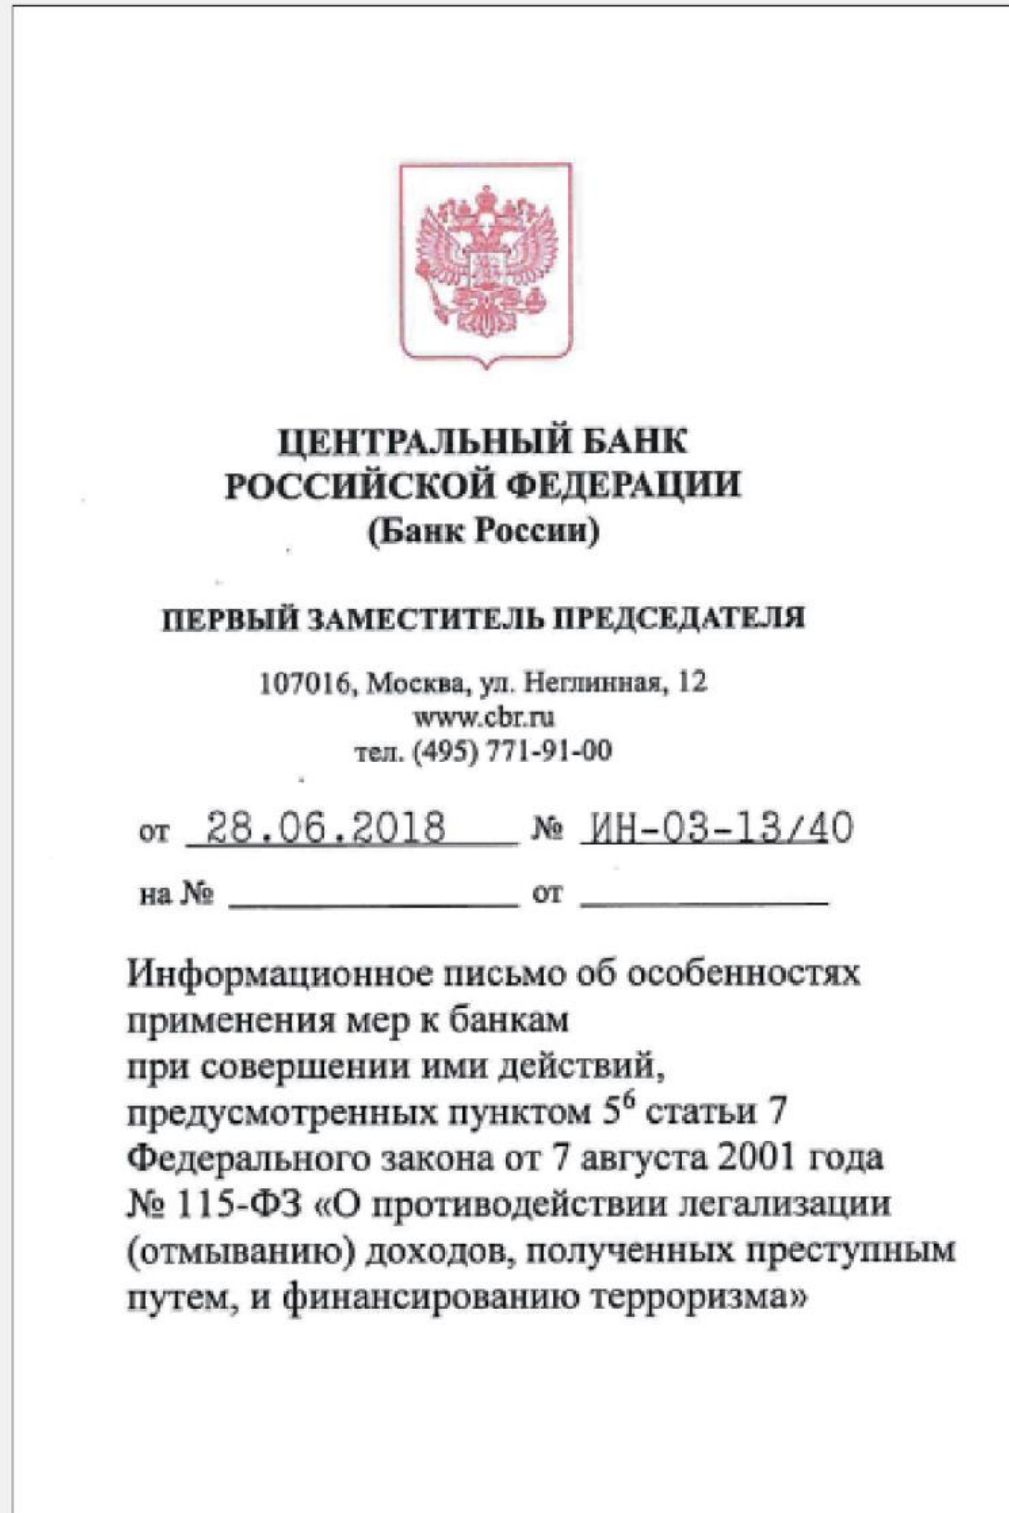 ЦЕНТРАЛЬНЫЙ БАНК
РОССИЙСКОЙ ФЕДЕРАЦИИ
(Банк России)
ПЕРВЫЙ ЗАМЕСТИТЕЛЬ ПРЕДСЕДАТЕЛЯ
107016, Москва, ул. Неглинная, 12
www.cbr.ru
тел. (495) 771-91-00
от 28.06.2018 № ИН-03-13/40
на № от
Информационное письмо об особенностях
применения мер к банкам
при совершении ими действий,
предусмотренных пунктом 5⁶ статьи 7
Федерального закона от 7 августа 2001 года
№ 115-ФЗ «О противодействии легализации
(отмыванию) доходов, полученных преступным
путем, и финансированию терроризма»